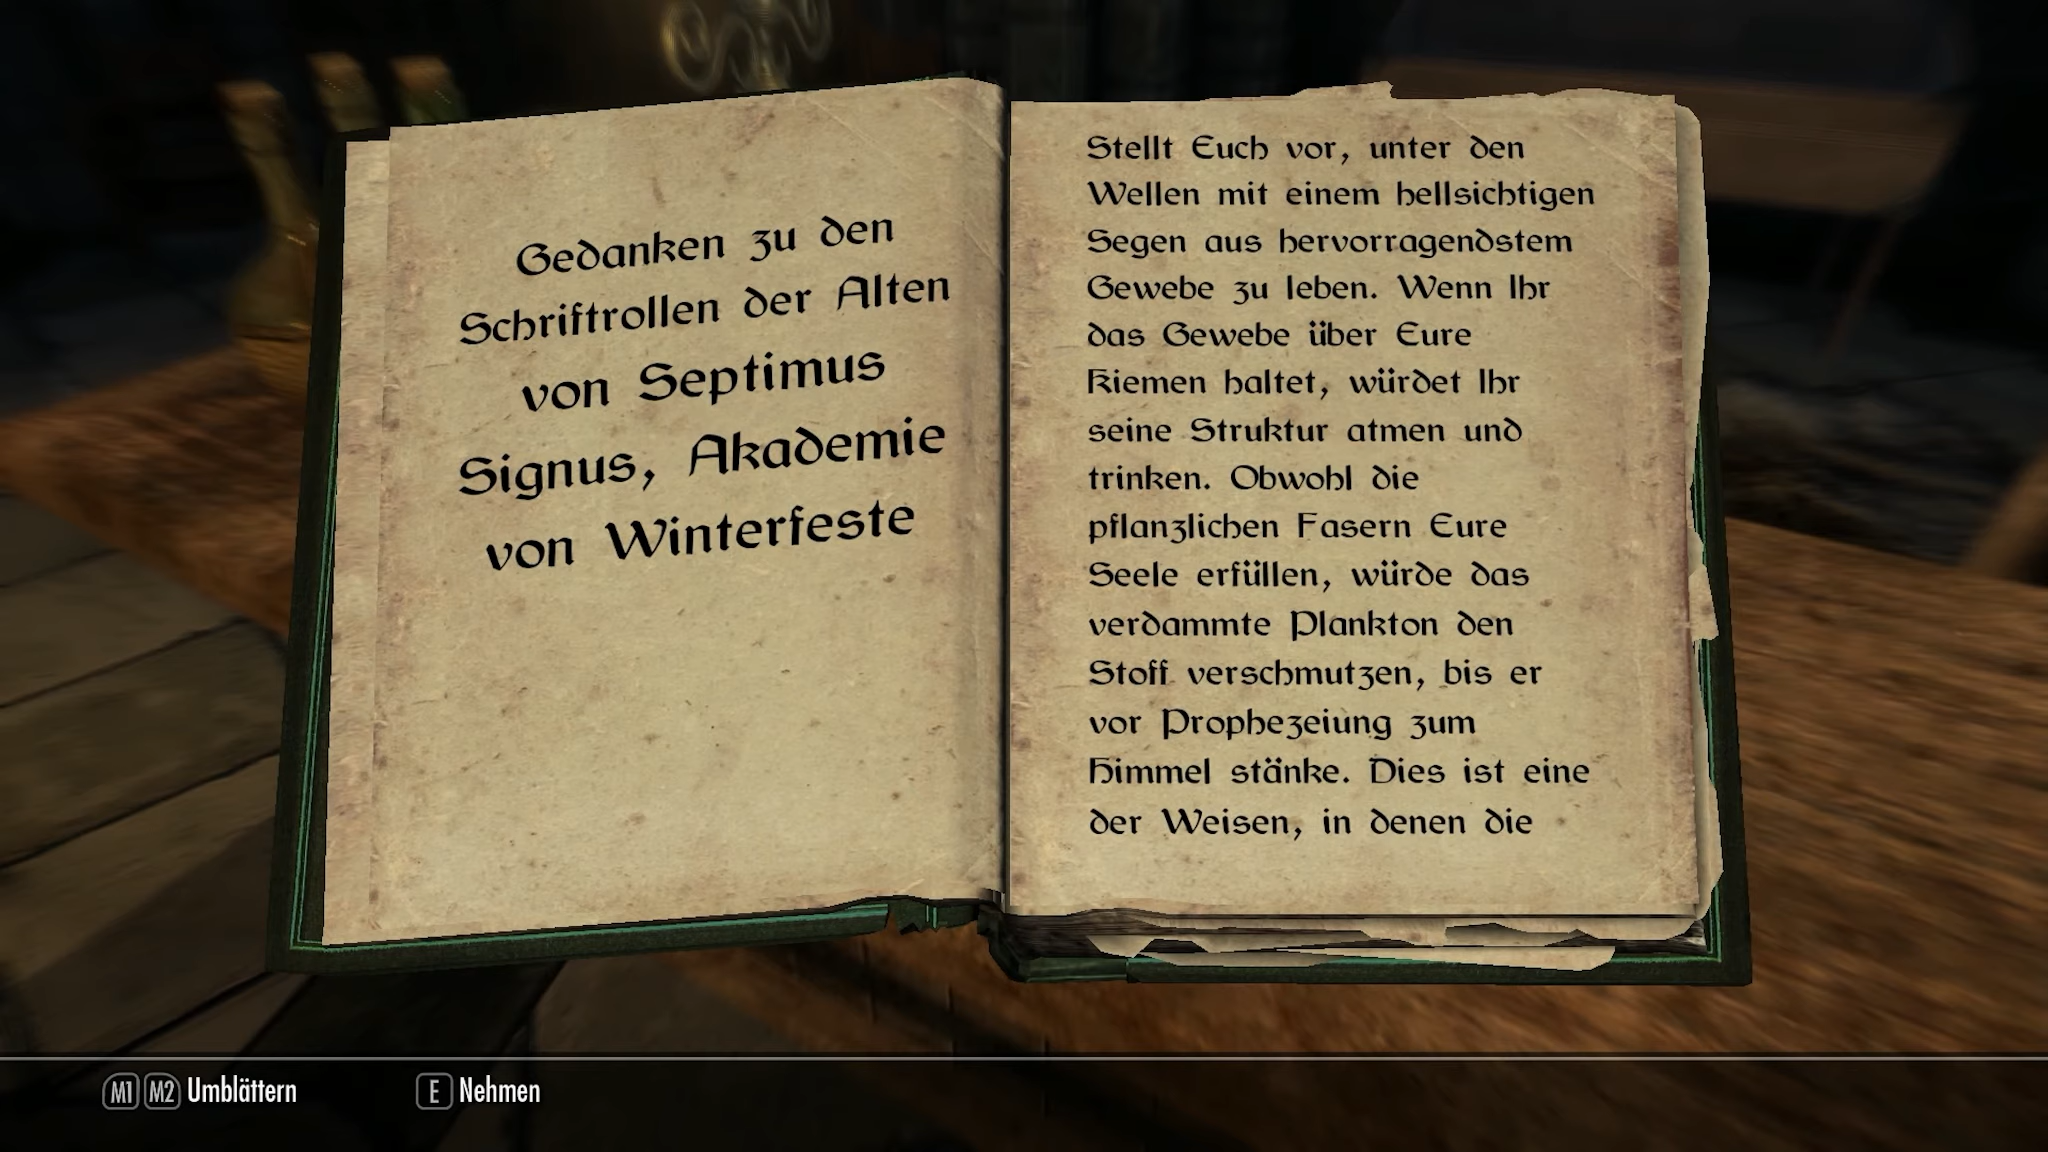 Gedanken zu den
Schriftrollen der Alten
von Septimus
Signus, Akademie
von Winterfeste
Stellt Euch vor, unter den
Wellen mit einem hellsichtigen
Segen aus hervorragendstem
Gewebe zu leben. Wenn Ihr
das Gewebe über Eure
Kiemen haltet, würdet Ihr
seine Struktur atmen und
trinken. Obwohl die
pflanzlichen Fasern Eure
Seele erfüllen, würde das
verdammte Plankton den
Stoff verschmutzen, bis er
vor Prophezeiung zum
Himmel stänke. Dies ist eine
der Weisen, in denen die
M1 M2 Umblättern
E Nehmen